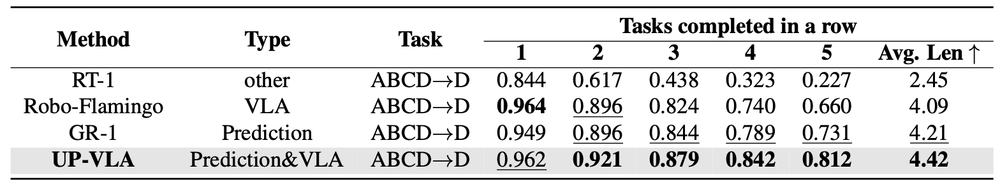 Method Type Task Tasks completed in a row
1 2 3 4 5 Avg. Len ↑
RT-1 other ABCD→D 0.844 0.617 0.438 0.323 0.227 2.45
Robo-Flamingo VLA ABCD→D 0.964 0.896 0.824 0.740 0.660 4.09
GR-1 Prediction ABCD→D 0.949 0.896 0.844 0.789 0.731 4.21
UP-VLA Prediction&VLA ABCD→D 0.962 0.921 0.879 0.842 0.812 4.42